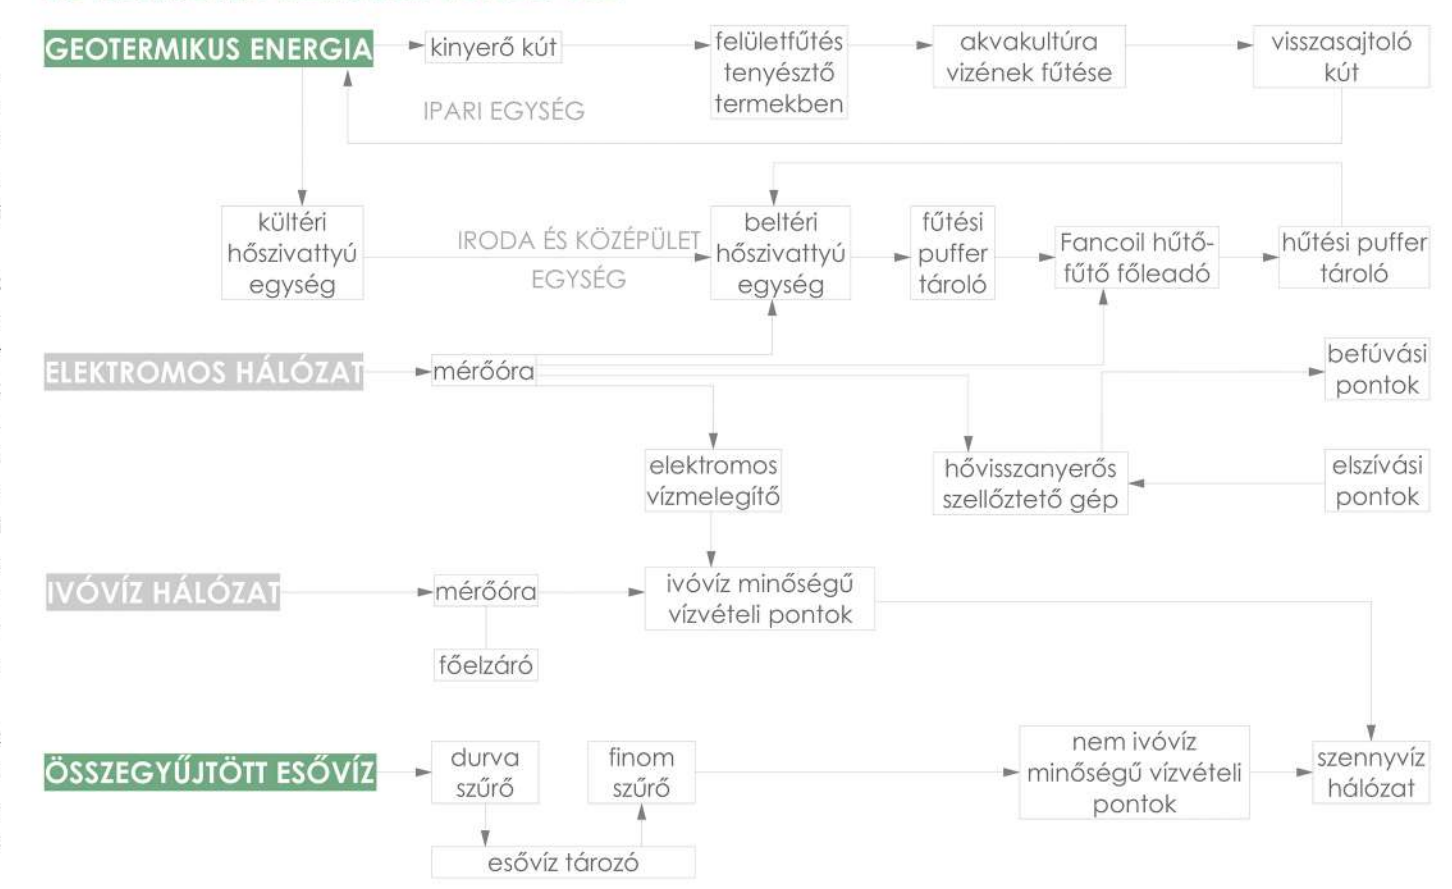 GEOTERMIKUS ENERGIA
kinyerő kút
felületfűtés
tenyésztő
termekben
akvakultúra
vizének fűtése
visszasajtoló
kút
IPARI EGYSÉG
kültéri
hőszivattyú
egység
IRODA ÉS KÖZÉPÜLET
EGYSÉG
beltéri
hőszivattyú
egység
fűtési
puffer
tároló
Fancoil hűtő-
fűtő főleadó
hűtési puffer
tároló
ELEKTROMOS HÁLÓZAT
mérőóra
befúvási
pontok
elektromos
vízmelegítő
hővisszanyerős
szellőztető gép
elszívási
pontok
IVÓVÍZ HÁLÓZAT
mérőóra
ivóvíz minőségű
vízvételi pontok
főelzáró
ÖSSZEGYŰJTÖTT ESŐVÍZ
durva
szűrő
finom
szűrő
nem ivóvíz
minőségű vízvételi
pontok
szennyvíz
hálózat
esővíz tározó